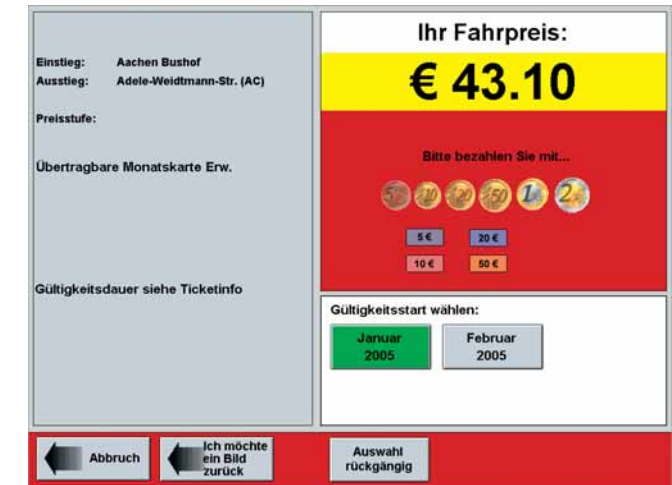 Einstieg: Aachen Bushof
Ausstieg: Adele-Weidtmann-Str. (AC)
Preisstufe:
Übertragbare Monatskarte Erw.
Gültigkeitsdauer siehe Ticketinfo
Ihr Fahrpreis:
€ 43.10
Bitte bezahlen Sie mit...
5 10 20 50 1 2
5 € 20 €
10 € 50 €
Gültigkeitsstart wählen:
Januar
2005
Februar
2005
Abbruch
Ich möchte
ein Bild
zurück
Auswahl
rückgängig